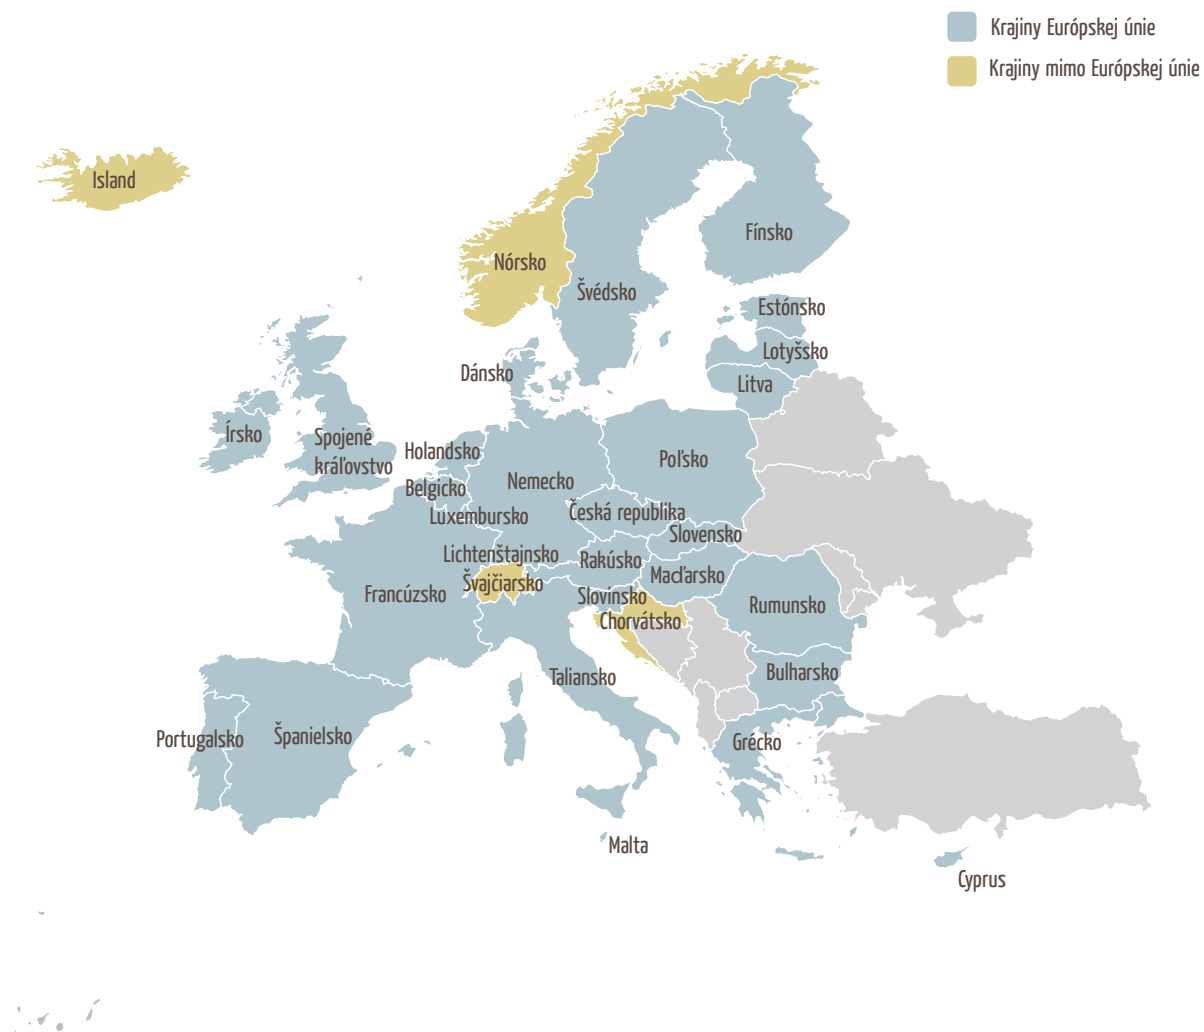 Krajiny Európskej únie
Krajiny mimo Európskej únie
Island
Fínsko
Nórsko
Švédsko
Estónsko
Lotyšsko
Dánsko
Litva
Írsko
Spojené
kráľovstvo
Holandsko
Poľsko
Nemecko
Belgicko
Česká republika
Luxembursko
Slovensko
Lichtenštajnsko
Rakúsko
Maďarsko
Švajčiarsko
Francúzsko
Slovinsko
Rumunsko
Chorvátsko
Bulharsko
Taliansko
Portugalsko
Španielsko
Grécko
Malta
Cyprus